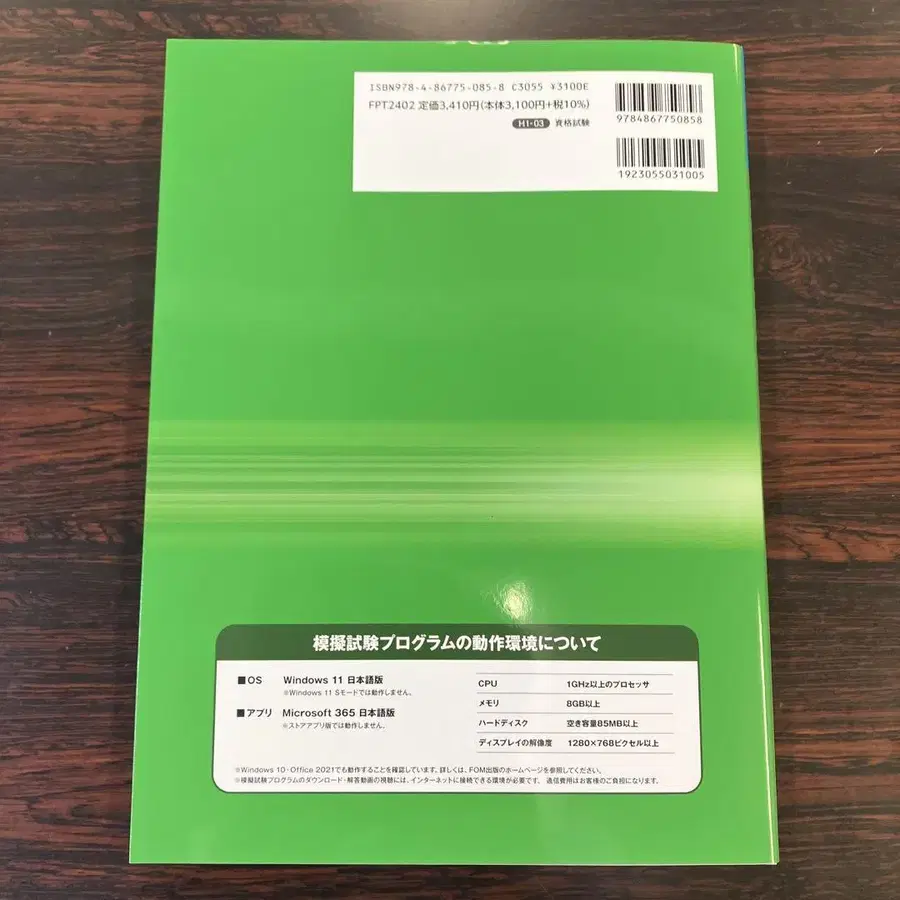 ISBN978-4-86775-085-8 C3055 ¥3100E
FPT2402 定価3,410円(本体3,100円+税10%)
H1-03 資格試験
9784867750858
1923055031005
模擬試験プログラムの動作環境について
■OS Windows 11 日本語版
※Windows 11 Sモードでは動作しません。
■アプリ Microsoft 365 日本語版
※ストアアプリ版では動作しません。
CPU 1GHz以上のプロセッサ
メモリ 8GB以上
ハードディスク 空き容量85MB以上
ディスプレイの解像度 1280×768ピクセル以上
※Windows 10・Office 2021でも動作することを確認しています。詳しくは、FOM出版のホームページを参照してください。
※模擬試験プログラムのダウンロード・解答動画の視聴には、インターネットに接続できる環境が必要です。通信費用はお客様のご負担になります。